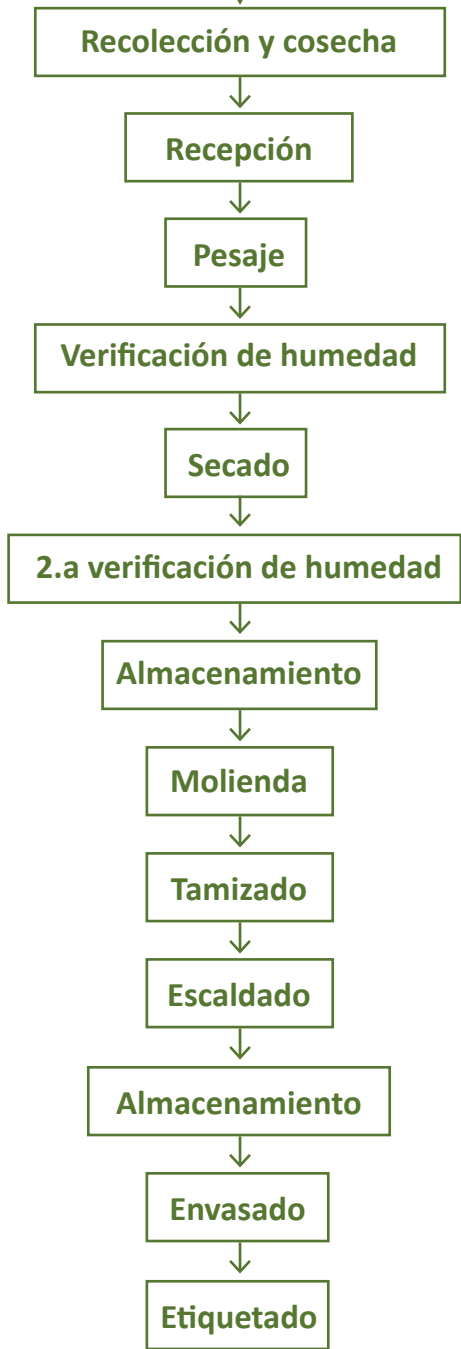 Recolección y cosecha
Recepción
Pesaje
Verificación de humedad
Secado
2.a verificación de humedad
Almacenamiento
Molienda
Tamizado
Escaldado
Almacenamiento
Envasado
Etiquetado